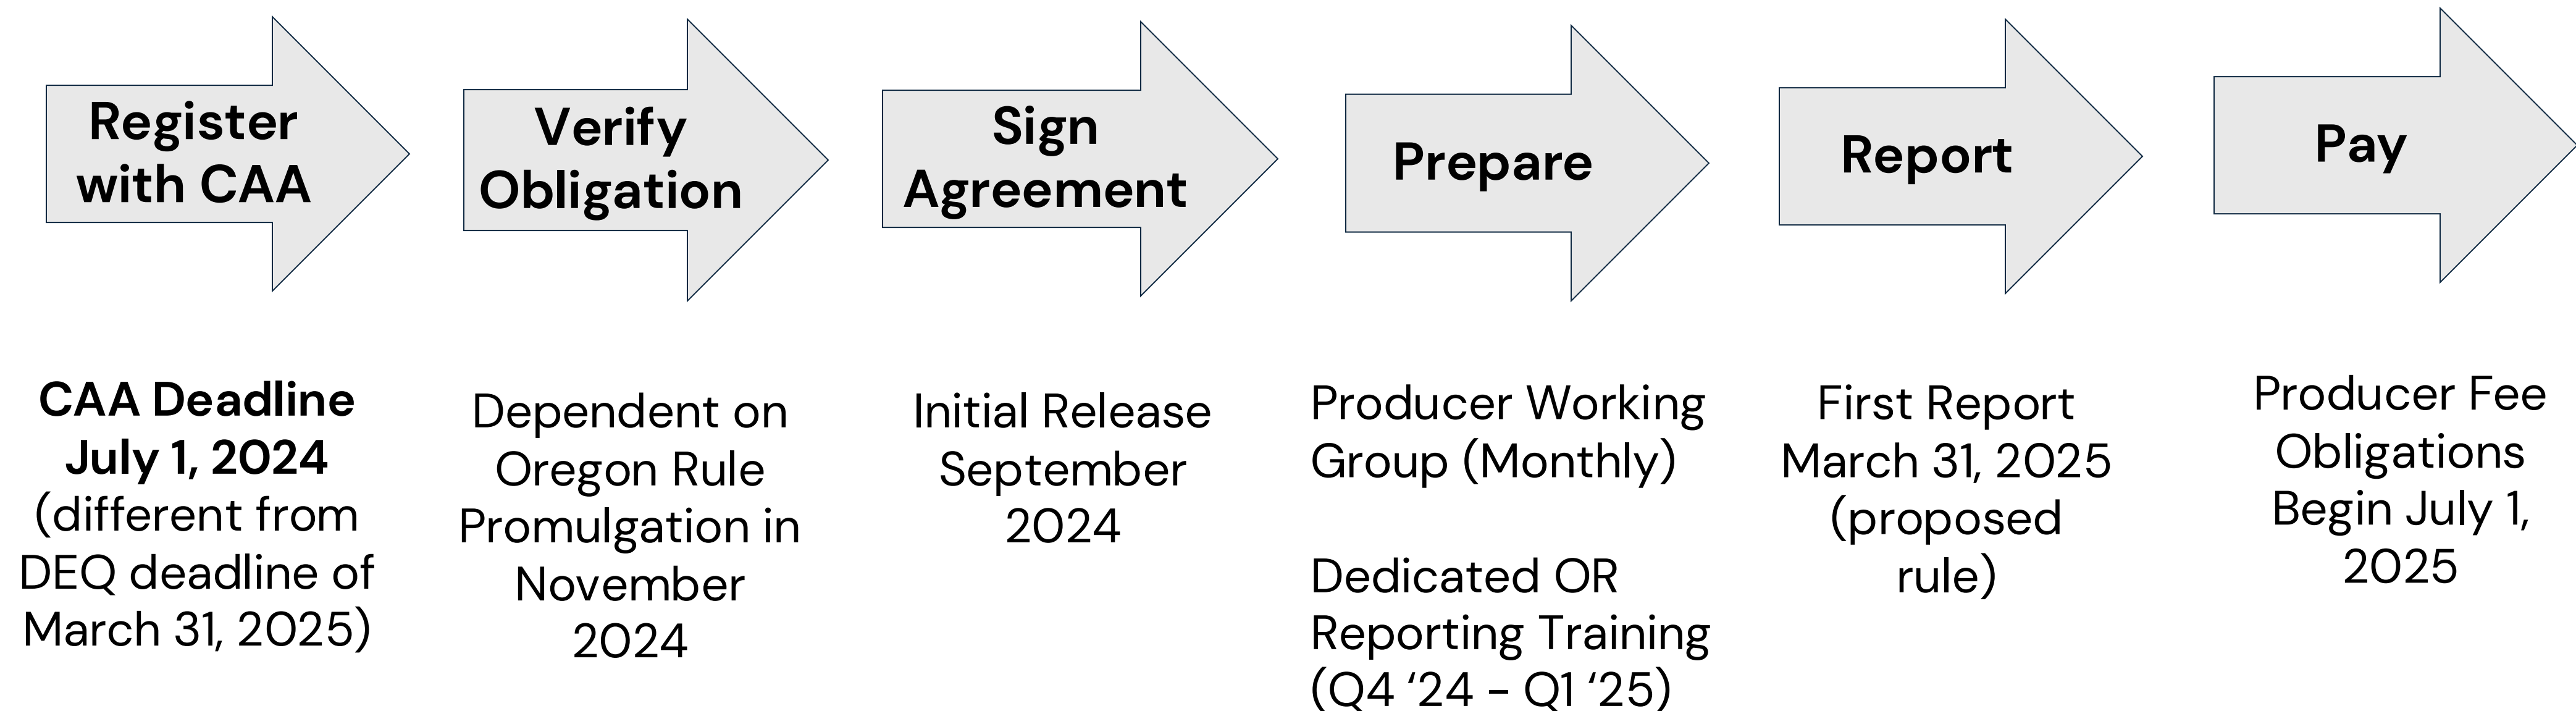 Register
with CAA
Verify
Obligation
Sign
Agreement
Prepare
Report
Pay
CAA Deadline
July 1, 2024
(different from
DEQ deadline of
March 31, 2025)
Dependent on
Oregon Rule
Promulgation in
November
2024
Initial Release
September
2024
Producer Working
Group (Monthly)
Dedicated OR
Reporting Training
(Q4 ‘24 - Q1 ‘25)
First Report
March 31, 2025
(proposed
rule)
Producer Fee
Obligations
Begin July 1,
2025